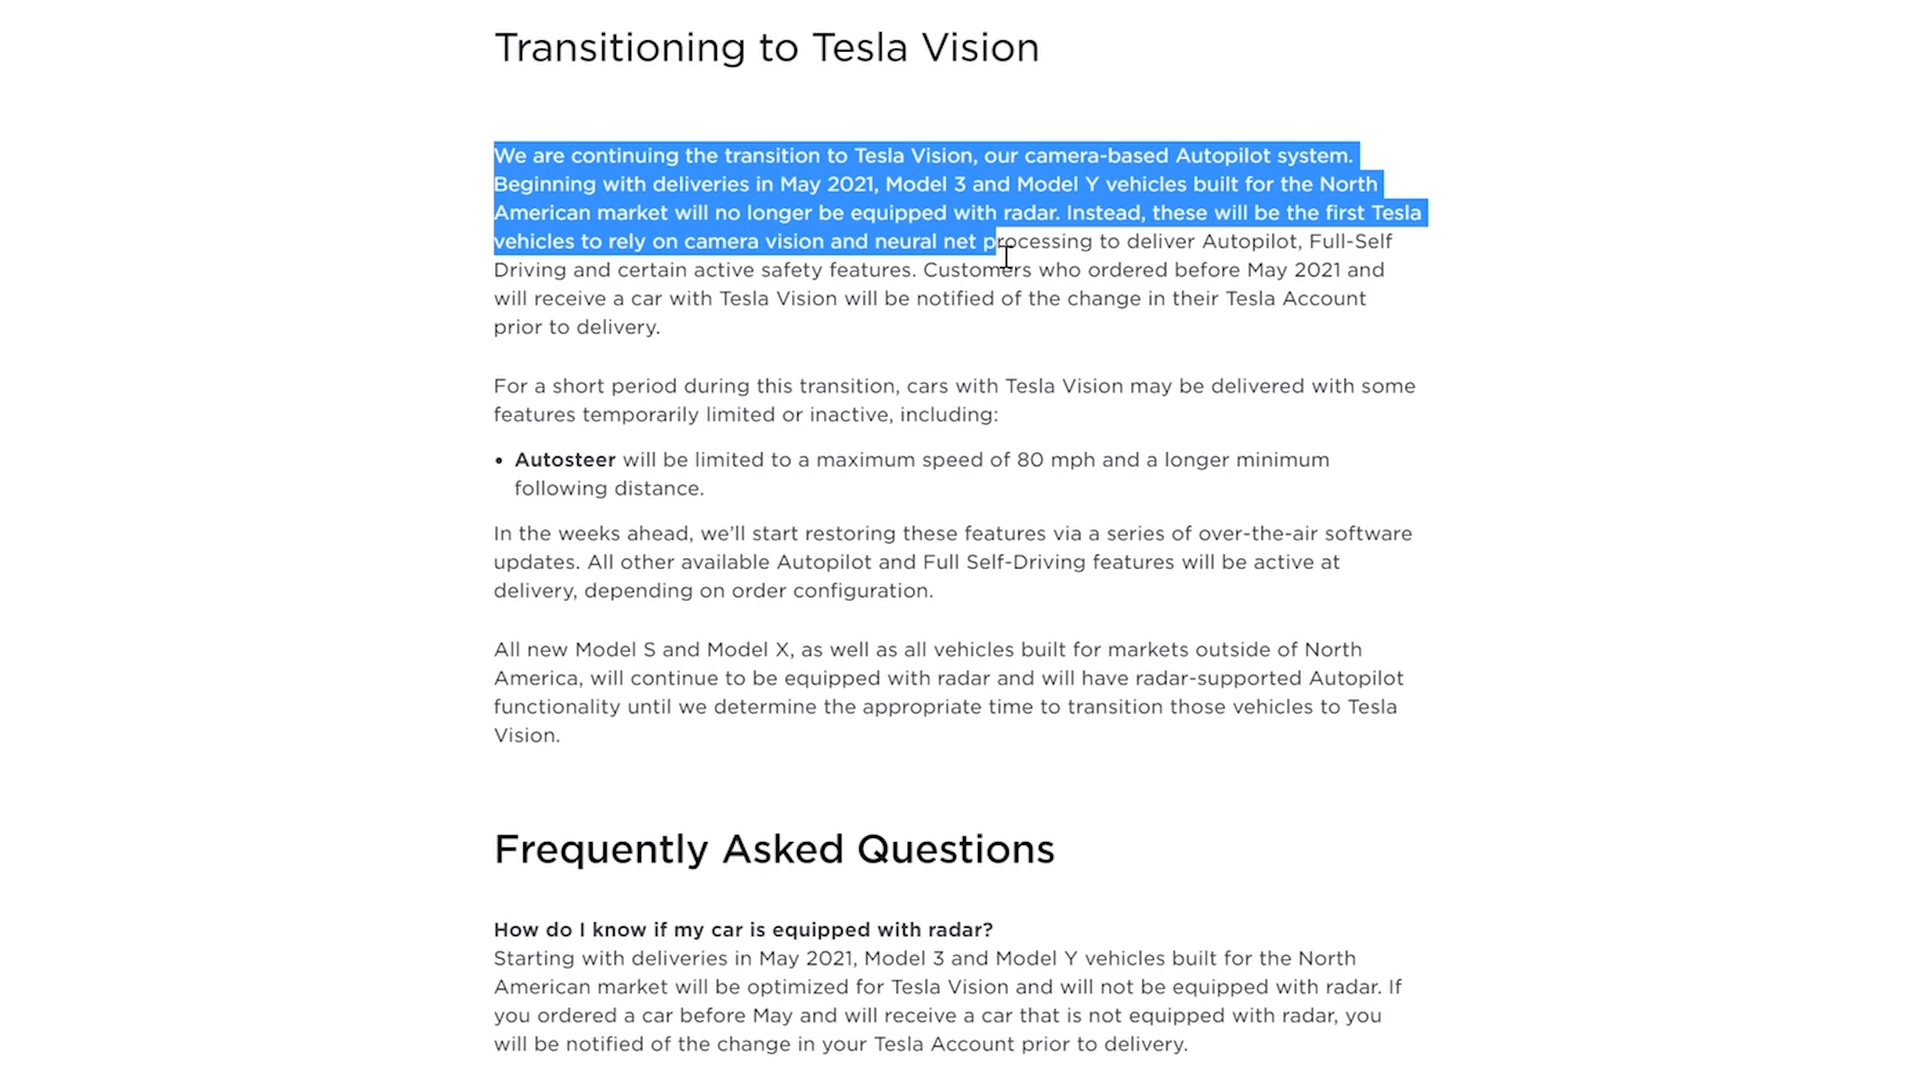 Transitioning to Tesla Vision
We are continuing the transition to Tesla Vision, our camera-based Autopilot system.
Beginning with deliveries in May 2021, Model 3 and Model Y vehicles built for the North
American market will no longer be equipped with radar. Instead, these will be the first Tesla
vehicles to rely on camera vision and neural net processing to deliver Autopilot, Full-Self
Driving and certain active safety features. Customers who ordered before May 2021 and
will receive a car with Tesla Vision will be notified of the change in their Tesla Account
prior to delivery.
For a short period during this transition, cars with Tesla Vision may be delivered with some
features temporarily limited or inactive, including:
• Autosteer will be limited to a maximum speed of 80 mph and a longer minimum
following distance.
In the weeks ahead, we’ll start restoring these features via a series of over-the-air software
updates. All other available Autopilot and Full Self-Driving features will be active at
delivery, depending on order configuration.
All new Model S and Model X, as well as all vehicles built for markets outside of North
America, will continue to be equipped with radar and will have radar-supported Autopilot
functionality until we determine the appropriate time to transition those vehicles to Tesla
Vision.
Frequently Asked Questions
How do I know if my car is equipped with radar?
Starting with deliveries in May 2021, Model 3 and Model Y vehicles built for the North
American market will be optimized for Tesla Vision and will not be equipped with radar. If
you ordered a car before May and will receive a car that is not equipped with radar, you
will be notified of the change in your Tesla Account prior to delivery.